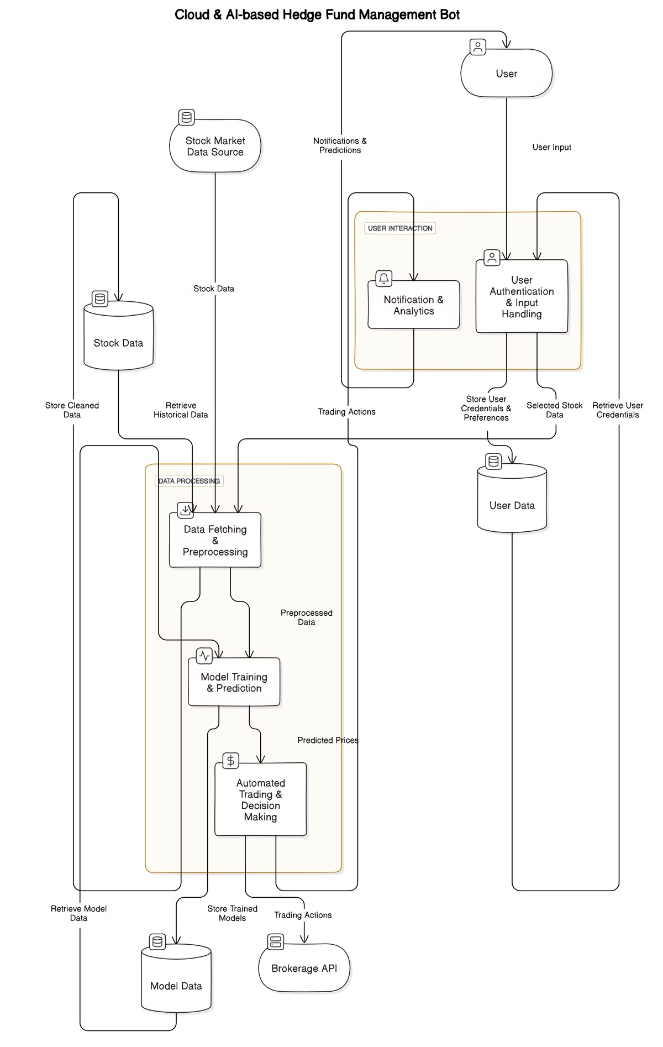 Cloud & AI-based Hedge Fund Management Bot
User
Stock Market
Data Source
Notifications &
Predictions
User Input
USER INTERACTION
User
Authentication
& Input
Handling
Notification &
Analytics
Stock Data
Stock Data
Store Cleaned
Data
Retrieve
Historical Data
Trading Actions
Store User
Credentials &
Preferences
Selected Stock
Data
Retrieve User
Credentials
DATA PROCESSING
User Data
Data Fetching
&
Preprocessing
Preprocessed
Data
Model Training
& Prediction
Predicted Prices
$
Automated
Trading &
Decision
Making
Retrieve Model
Data
Store Trained
Models
Trading Actions
Model Data
Brokerage API